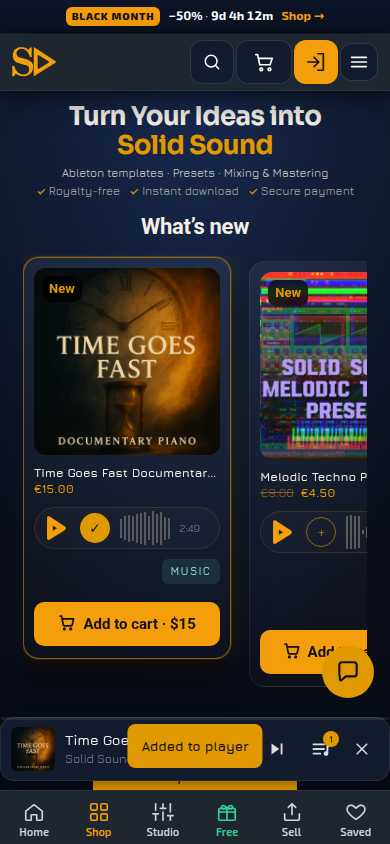 BLACK MONTH −50% · 9d 4h 12m Shop →
Turn Your Ideas into
Solid Sound
Ableton templates · Presets · Mixing & Mastering
✓ Royalty-free ✓ Instant download ✓ Secure payment
What's new
New
TIME GOES
FAST
DOCUMENTARY PIANO
Time Goes Fast Documentar...
€15.00
2:49
MUSIC
Add to cart · $15
New
SOLID
MELODIC
PRESE
Melodic Techno P
€9.00 €4.50
Add
Time Goe
Solid Soun
Added to player
1
Home
Shop
Studio
Free
Sell
Saved